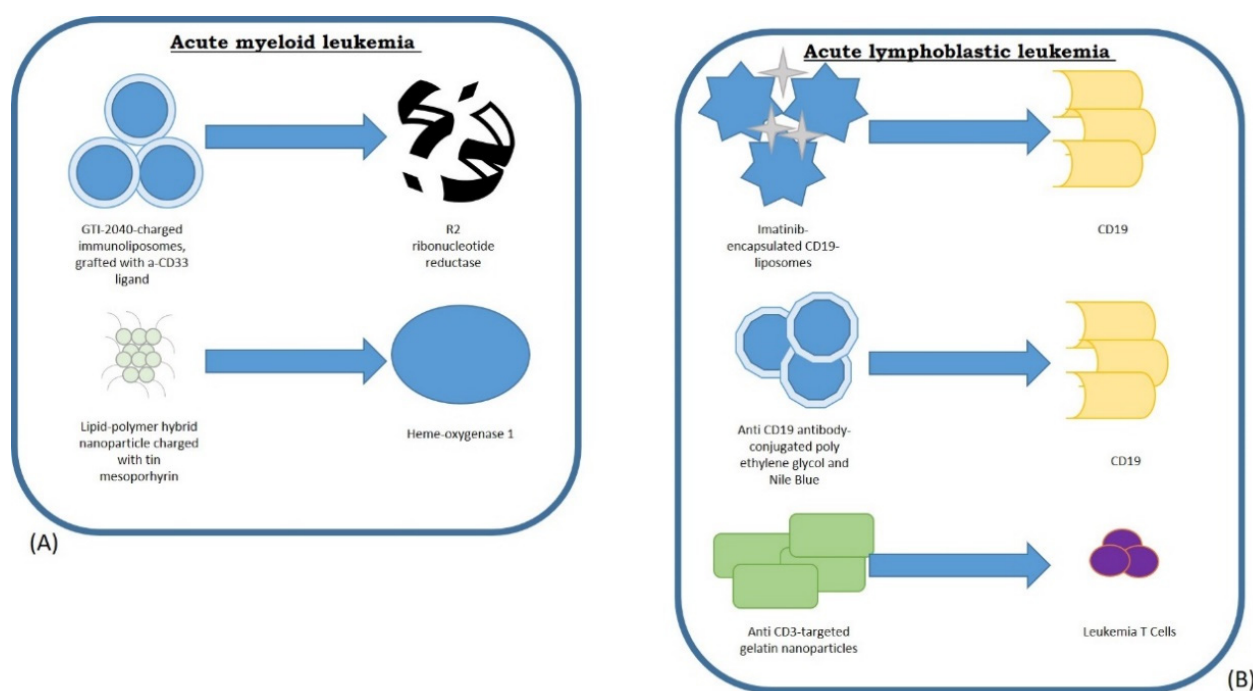 Acute myeloid leukemia
GTI-2040-charged
immunoliposomes,
grafted with a-CD33
ligand
R2
ribonucleotide
reductase
Lipid-polymer hybrid
nanoparticle charged
with tin
mesoporhyrin
Heme-oxygenase 1
(A)
Acute lymphoblastic leukemia
Imatinib-
encapsulated CD19-
liposomes
CD19
Anti CD19 antibody-
conjugated poly
ethylene glycol and
Nile Blue
CD19
Anti CD3-targeted
gelatin nanoparticles
Leukemia T Cells
(B)